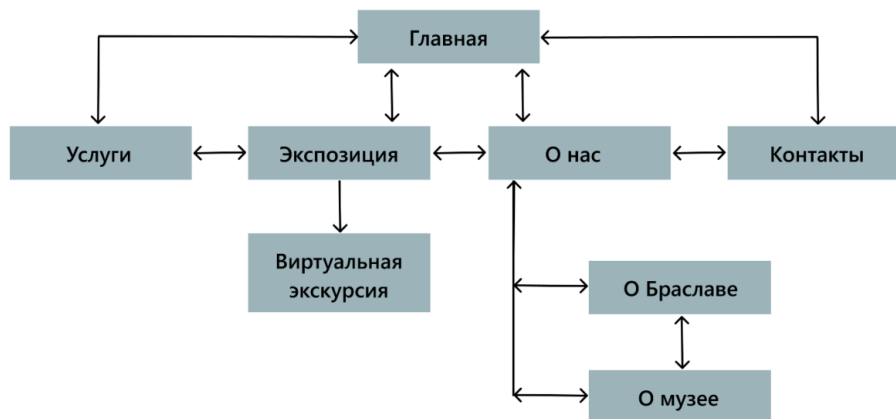 Главная
Услуги
Экспозиция
О нас
Контакты
Виртуальная
экскурсия
О Браславе
О музее